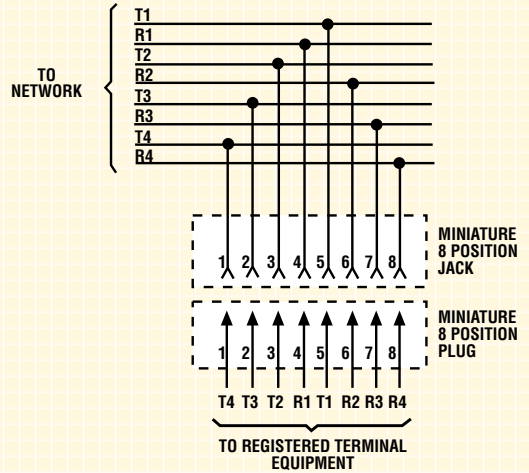 T1
R1
T2
R2
T3
R3
T4
R4
TO
NETWORK
1 2 3 4 5 6 7 8
MINIATURE
8 POSITION
JACK
1 2 3 4 5 6 7 8
MINIATURE
8 POSITION
PLUG
T4 T3 T2 R1 T1 R2 R3 R4
TO REGISTERED TERMINAL
EQUIPMENT